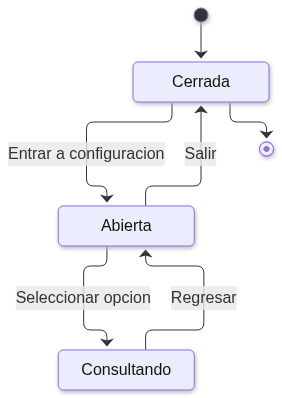 Cerrada
Entrar a configuracion
Salir
Abierta
Seleccionar opcion
Regresar
Consultando